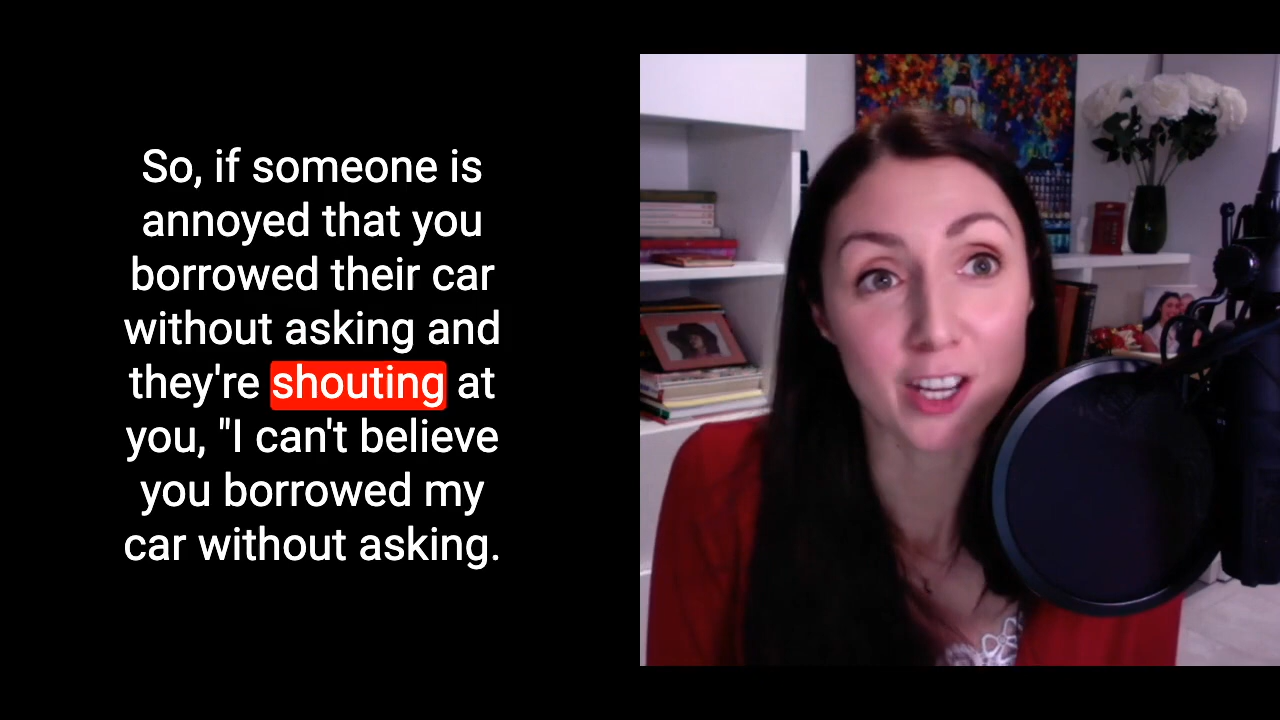 So, if someone is
annoyed that you
borrowed their car
without asking and
they're shouting at
you, "I can't believe
you borrowed my
car without asking.